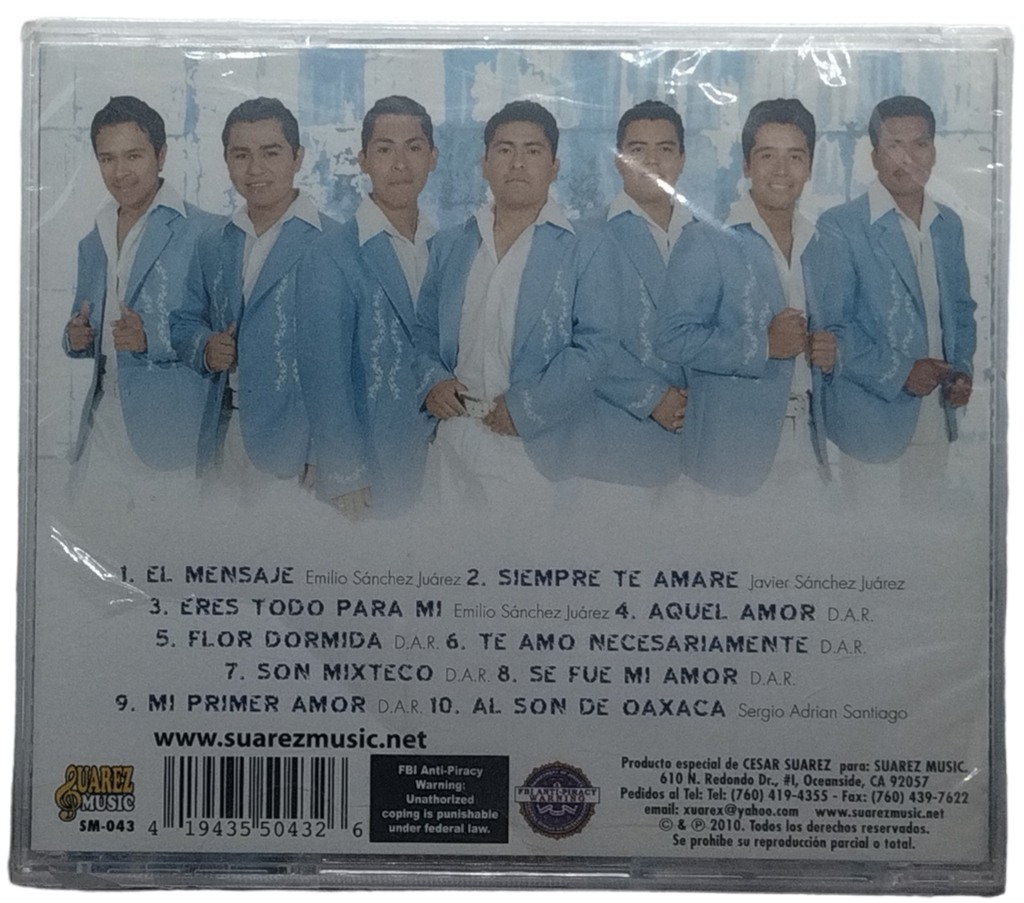 1. EL MENSAJE Emilio Sánchez Juárez 2. SIEMPRE TE AMARE Javier Sánchez Juárez
3. ERES TODO PARA MI Emilio Sánchez Juárez 4. AQUEL AMOR D.A.R.
5. FLOR DORMIDA D.A.R. 6. TE AMO NECESARIAMENTE D.A.R.
7. SON MIXTECO D.A.R. 8. SE FUE MI AMOR D.A.R.
9. MI PRIMER AMOR D.A.R. 10. AL SON DE OAXACA Sergio Adrian Santiago
www.suarezmusic.net
SUAREZ
MUSIC
SM-043
4 19435 50432 6
FBI Anti-Piracy
Warning:
Unathorized
coping is punishable
under federal law.
FBI ANTI-PIRACY
WARNING
Producto especial de CESAR SUAREZ para: SUAREZ MUSIC.
610 N. Redondo Dr., #I, Oceanside, CA 92057
Pedidos al Tel: Tel: (760) 419-4355 - Fax: (760) 439-7622
email: xuarex@yahoo.com www.suarezmusic.net
© & ℗ 2010. Todos los derechos reservados.
Se prohibe su reproducción parcial o total.